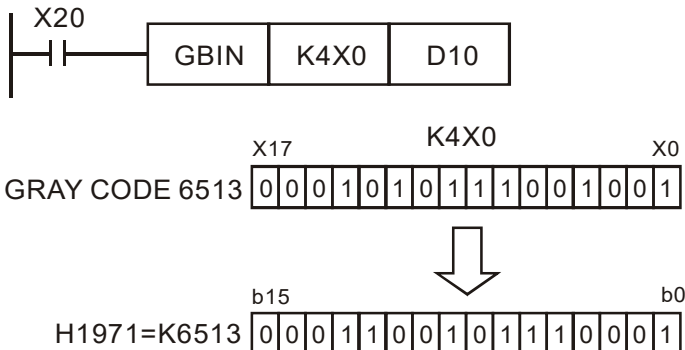 X20
GBIN K4X0 D10
K4X0
X17 X0
GRAY CODE 6513 0 0 0 1 0 1 0 1 1 1 0 0 1 0 0 1
b15 b0
H1971=K6513 0 0 0 1 1 0 0 1 0 1 1 1 0 0 0 1